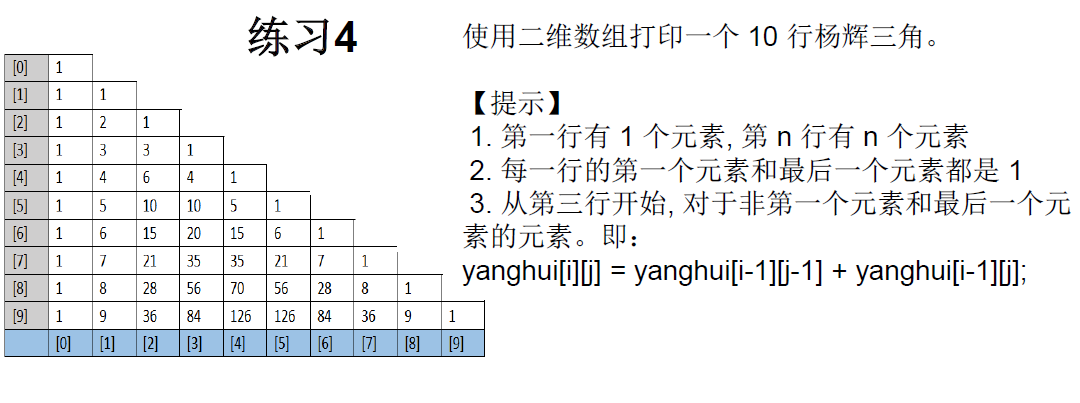 练习4
[0] 1
[1] 1 1
[2] 1 2 1
[3] 1 3 3 1
[4] 1 4 6 4 1
[5] 1 5 10 10 5 1
[6] 1 6 15 20 15 6 1
[7] 1 7 21 35 35 21 7 1
[8] 1 8 28 56 70 56 28 8 1
[9] 1 9 36 84 126 126 84 36 9 1
[0] [1] [2] [3] [4] [5] [6] [7] [8] [9]
使用二维数组打印一个 10 行杨辉三角。
【提示】
1. 第一行有 1 个元素, 第 n 行有 n 个元素
2. 每一行的第一个元素和最后一个元素都是 1
3. 从第三行开始, 对于非第一个元素和最后一个元
素的元素。即：
yanghui[i][j] = yanghui[i-1][j-1] + yanghui[i-1][j];